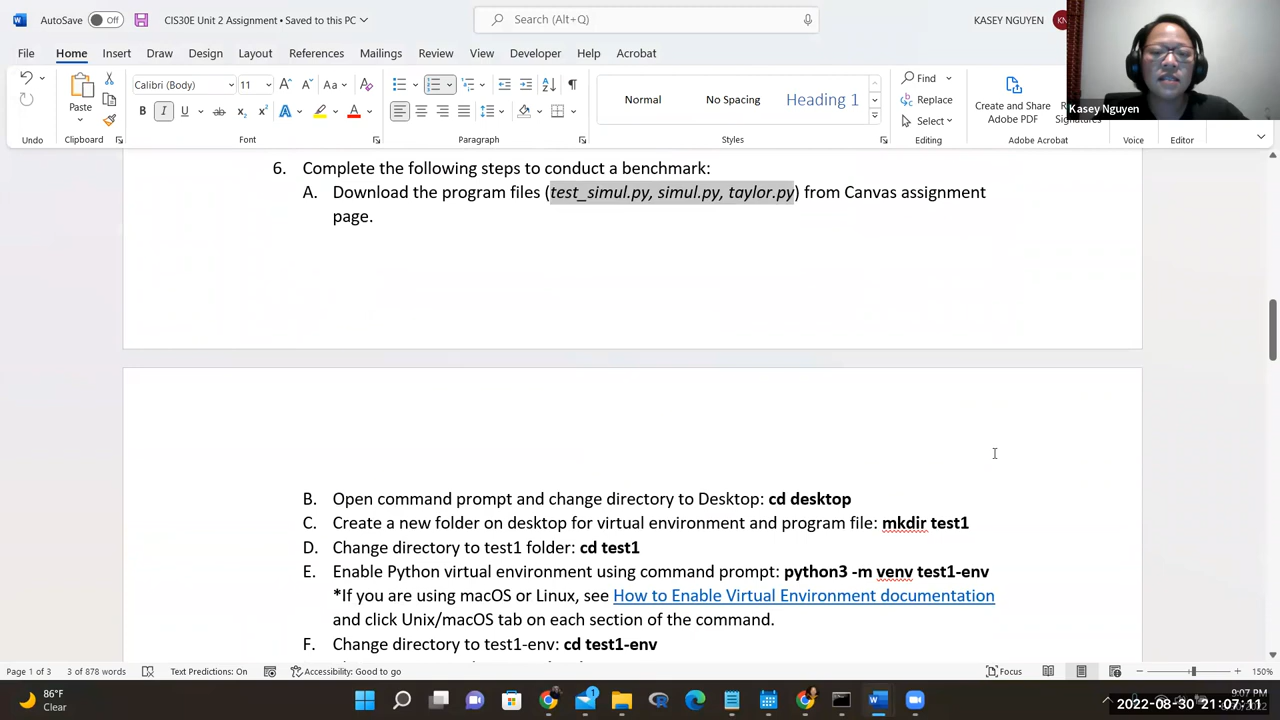 AutoSave Off CIS30E Unit 2 Assignment • Saved to this PC Search (Alt+Q) KASEY NGUYEN
File Home Insert Draw Design Layout References Mailings Review View Developer Help Acrobat
Calibri (Body) 11 Aa
Paste
B I U ab x₂ x² A A
Normal No Spacing Heading 1
Find
Replace
Select
Create and Share
Adobe PDF
Signatures
Kasey Nguyen
Undo Clipboard Font Paragraph Styles Editing Adobe Acrobat Voice Editor
6. Complete the following steps to conduct a benchmark:
A. Download the program files (test_simul.py, simul.py, taylor.py) from Canvas assignment
page.
B. Open command prompt and change directory to Desktop: cd desktop
C. Create a new folder on desktop for virtual environment and program file: mkdir test1
D. Change directory to test1 folder: cd test1
E. Enable Python virtual environment using command prompt: python3 -m venv test1-env
*If you are using macOS or Linux, see How to Enable Virtual Environment documentation
and click Unix/macOS tab on each section of the command.
F. Change directory to test1-env: cd test1-env
Page 1 of 3 3 of 878 words Text Predictions: On Accessibility: Good to go Focus 150%
86°F
Clear
9:07 PM
2022-08-30 21:07:11